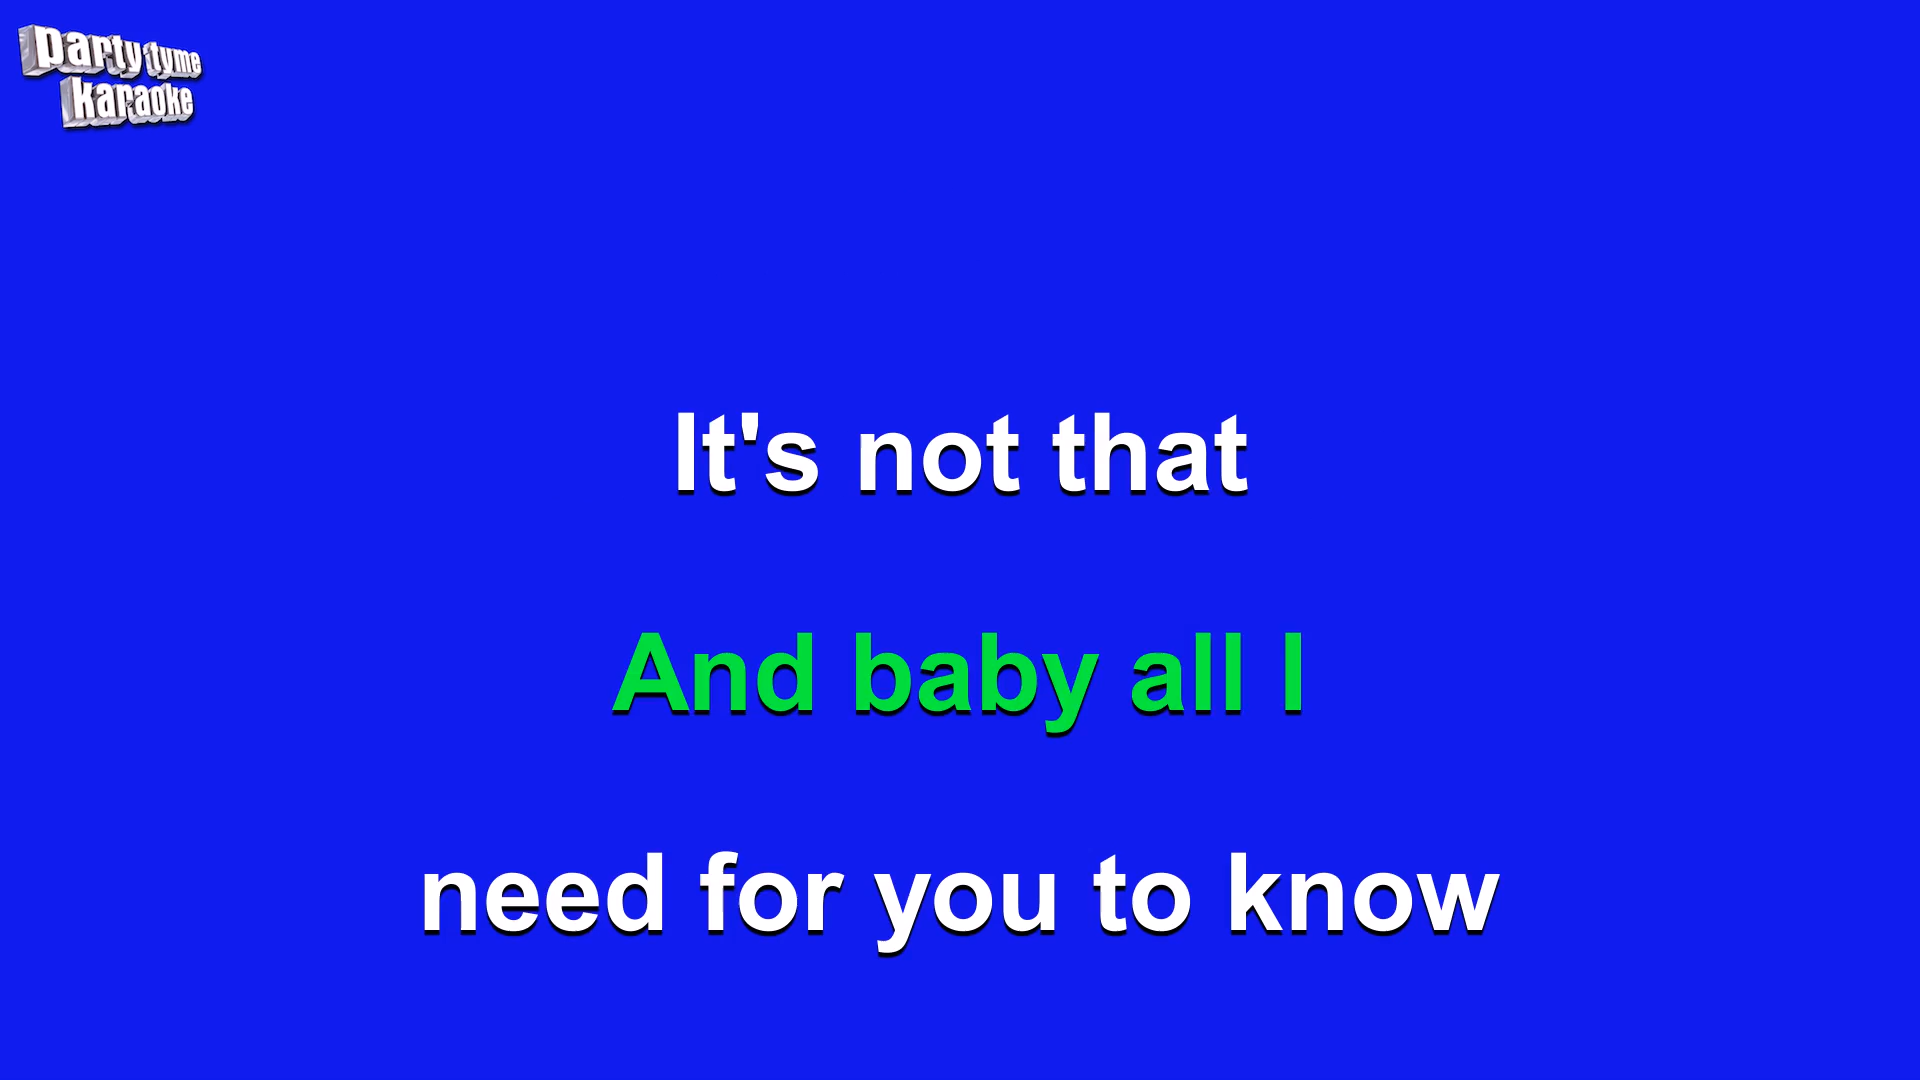 party tyme
karaoke
It's not that
And baby all I
need for you to know